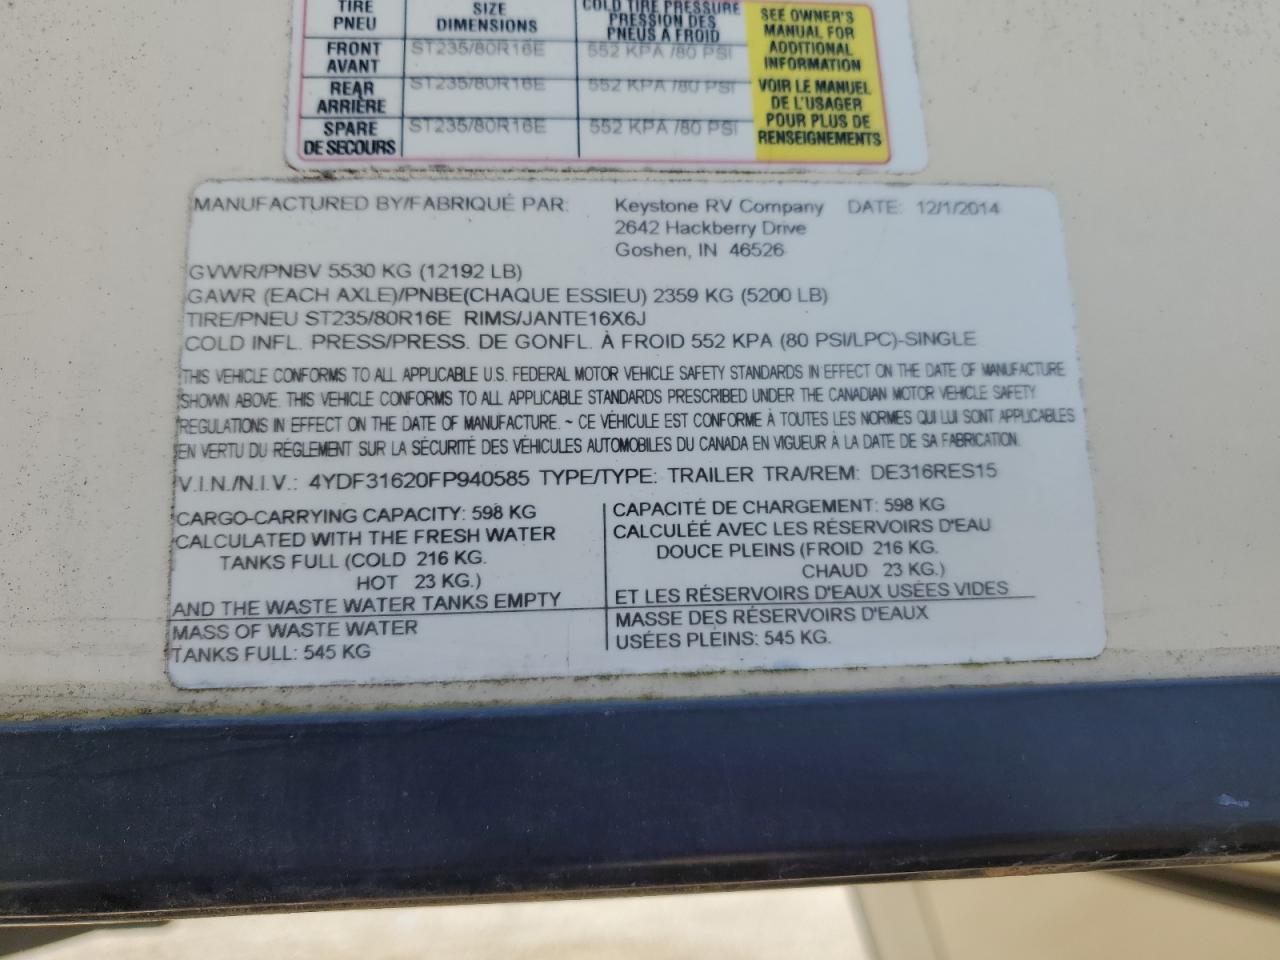 TIRE SIZE COLD TIRE PRESSURE SEE OWNER'S
PNEU DIMENSIONS PRESSION DES MANUAL FOR
PNEUS À FROID ADDITIONAL
FRONT ST235/80R16E 552 KPA /80 PSI INFORMATION
AVANT
REAR ST235/80R16E 552 KPA /80 PSI VOIR LE MANUEL
ARRIÈRE DE L'USAGER
SPARE ST235/80R16E 552 KPA /80 PSI POUR PLUS DE
DE SECOURS RENSEIGNEMENTS
MANUFACTURED BY/FABRIQUÉ PAR: Keystone RV Company DATE: 12/1/2014
2642 Hackberry Drive
Goshen, IN 46526
GVWR/PNBV 5530 KG (12192 LB)
GAWR (EACH AXLE)/PNBE(CHAQUE ESSIEU) 2359 KG (5200 LB)
TIRE/PNEU ST235/80R16E RIMS/JANTE16X6J
COLD INFL. PRESS/PRESS. DE GONFL. À FROID 552 KPA (80 PSI/LPC)-SINGLE
THIS VEHICLE CONFORMS TO ALL APPLICABLE U.S. FEDERAL MOTOR VEHICLE SAFETY STANDARDS IN EFFECT ON THE DATE OF MANUFACTURE
SHOWN ABOVE. THIS VEHICLE CONFORMS TO ALL APPLICABLE STANDARDS PRESCRIBED UNDER THE CANADIAN MOTOR VEHICLE SAFETY
REGULATIONS IN EFFECT ON THE DATE OF MANUFACTURE. ~ CE VÉHICULE EST CONFORME À TOUTES LES NORMES QUI LUI SONT APPLICABLES
EN VERTU DU RÉGLEMENT SUR LA SÉCURITÉ DES VÉHICULES AUTOMOBILES DU CANADA EN VIGUEUR À LA DATE DE SA FABRICATION.
V.I.N./N.I.V.: 4YDF31620FP940585 TYPE/TYPE: TRAILER TRA/REM: DE316RES15
CARGO-CARRYING CAPACITY: 598 KG
CALCULATED WITH THE FRESH WATER
TANKS FULL (COLD 216 KG.
HOT 23 KG.)
AND THE WASTE WATER TANKS EMPTY
MASS OF WASTE WATER
TANKS FULL: 545 KG
CAPACITÉ DE CHARGEMENT: 598 KG
CALCULÉÉ AVEC LES RÉSERVOIRS D'EAU
DOUCE PLEINS (FROID 216 KG.
CHAUD 23 KG.)
ET LES RÉSERVOIRS D'EAUX USÉES VIDES
MASSE DES RÉSERVOIRS D'EAUX
USÉES PLEINS: 545 KG.